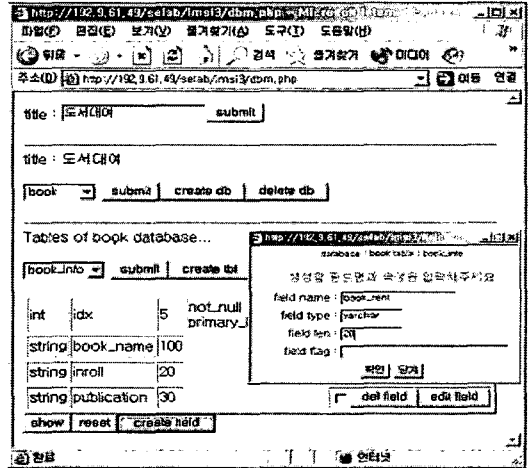 http://192.9.61.49/selab/imsi3/dbm.php
파일(F) 편집(E) 보기(V) 즐겨찾기(A) 도구(T) 도움말(H)
뒤로 검색 즐겨찾기 미디어
주소(D) http://192.9.61.49/selab/imsi3/dbm.php 이동 연결
title : 도서대여 submit
title : 도서대여
book submit create db delete db
Tables of book database...
book_info submit create tbl
int idx 5 not_null
string book_name 100
string inroll 20
string publication 30
del field edit field
show reset create field
database : book table : book_info
생성할 필드명과 속성을 입력해주세요
field name : book_rent
field type : varchar
field len : 20
field flag :
확인 닫기
완료 인터넷